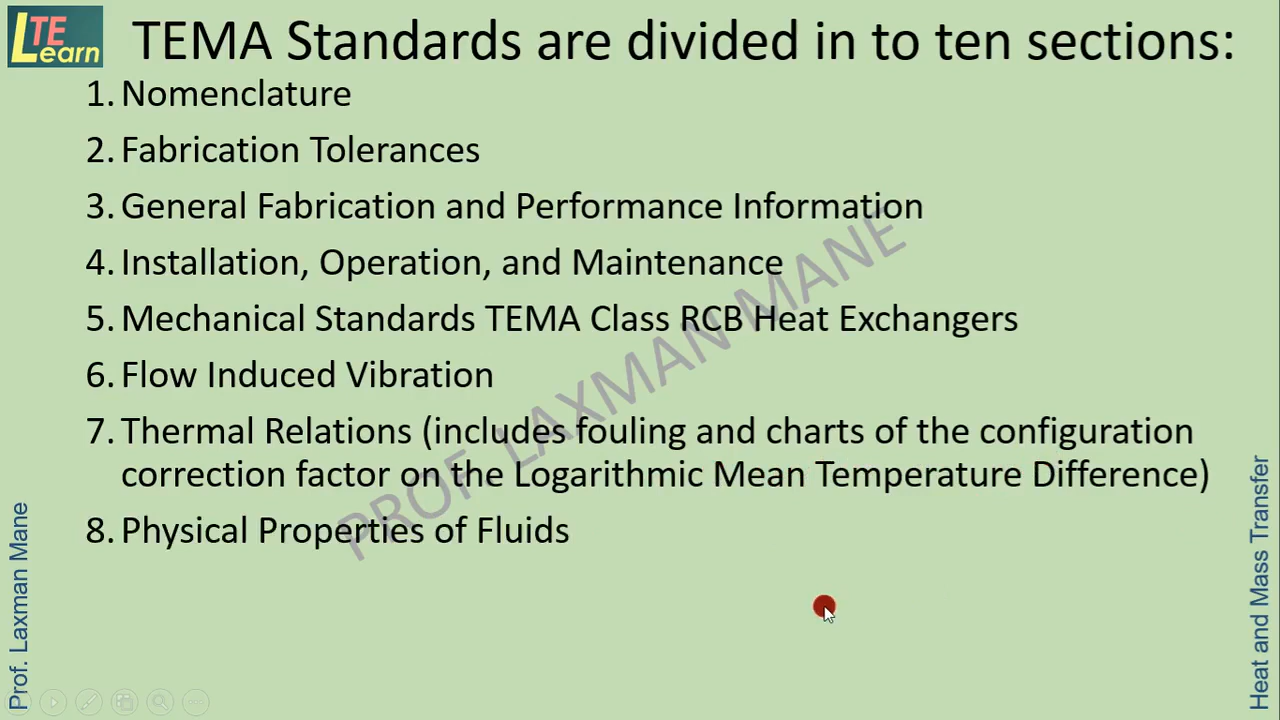 LTE Learn
TEMA Standards are divided in to ten sections:
1. Nomenclature
2. Fabrication Tolerances
3. General Fabrication and Performance Information
4. Installation, Operation, and Maintenance
5. Mechanical Standards TEMA Class RCB Heat Exchangers
6. Flow Induced Vibration
7. Thermal Relations (includes fouling and charts of the configuration
correction factor on the Logarithmic Mean Temperature Difference)
8. Physical Properties of Fluids
PROF. LAXMAN MANE
Prof. Laxman Mane
Heat and Mass Transfer